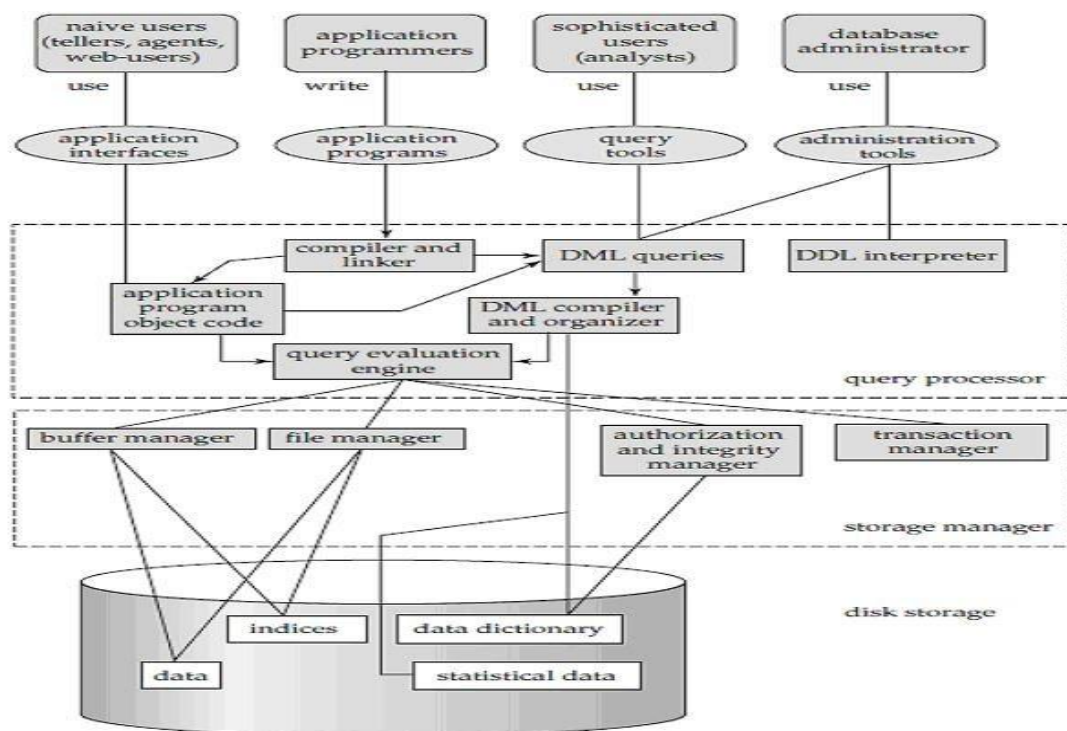 naive users
(tellers, agents,
web-users)
application
programmers
sophisticated
users
(analysts)
database
administrator
use
write
use
use
application
interfaces
application
programs
query
tools
administration
tools
compiler and
linker
DML queries
DDL interpreter
application
program
object code
DML compiler
and organizer
query evaluation
engine
query processor
buffer manager
file manager
authorization
and integrity
manager
transaction
manager
storage manager
disk storage
indices
data dictionary
data
statistical data